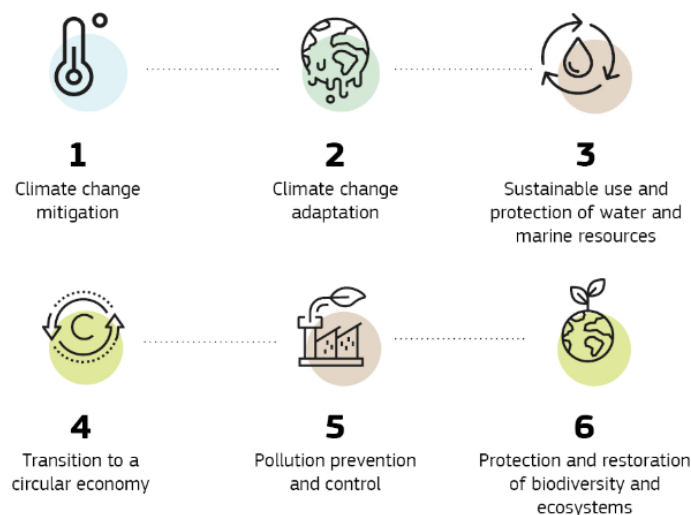 1
Climate change
mitigation
2
Climate change
adaptation
3
Sustainable use and
protection of water and
marine resources
C
4
Transition to a
circular economy
5
Pollution prevention
and control
6
Protection and restoration
of biodiversity and
ecosystems